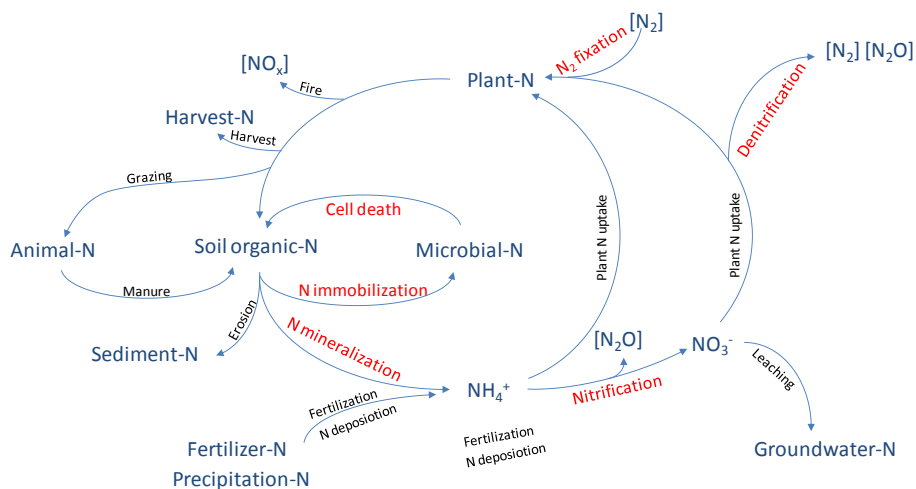 [N₂]
[N₂] [N₂O]
N₂ fixation
[NOₓ]
Plant-N
Denitrification
Fire
Harvest-N
Harvest
Grazing
Cell death
Plant N uptake
Plant N uptake
Animal-N
Soil organic-N
Microbial-N
Manure
N immobilization
Erosion
N mineralization
Sediment-N
[N₂O]
NO₃⁻
Leaching
NH₄⁺
Nitrification
Fertilization
N deposiotion
Fertilization
N deposiotion
Fertilizer-N
Precipitation-N
Groundwater-N